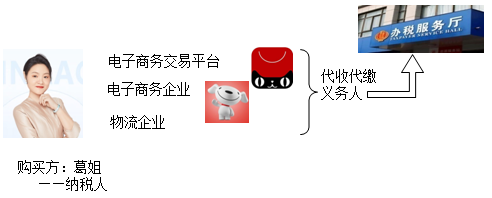 办税服务厅
电子商务交易平台
电子商务企业
物流企业
代收代缴
义务人
购买方：葛姐
——纳税人